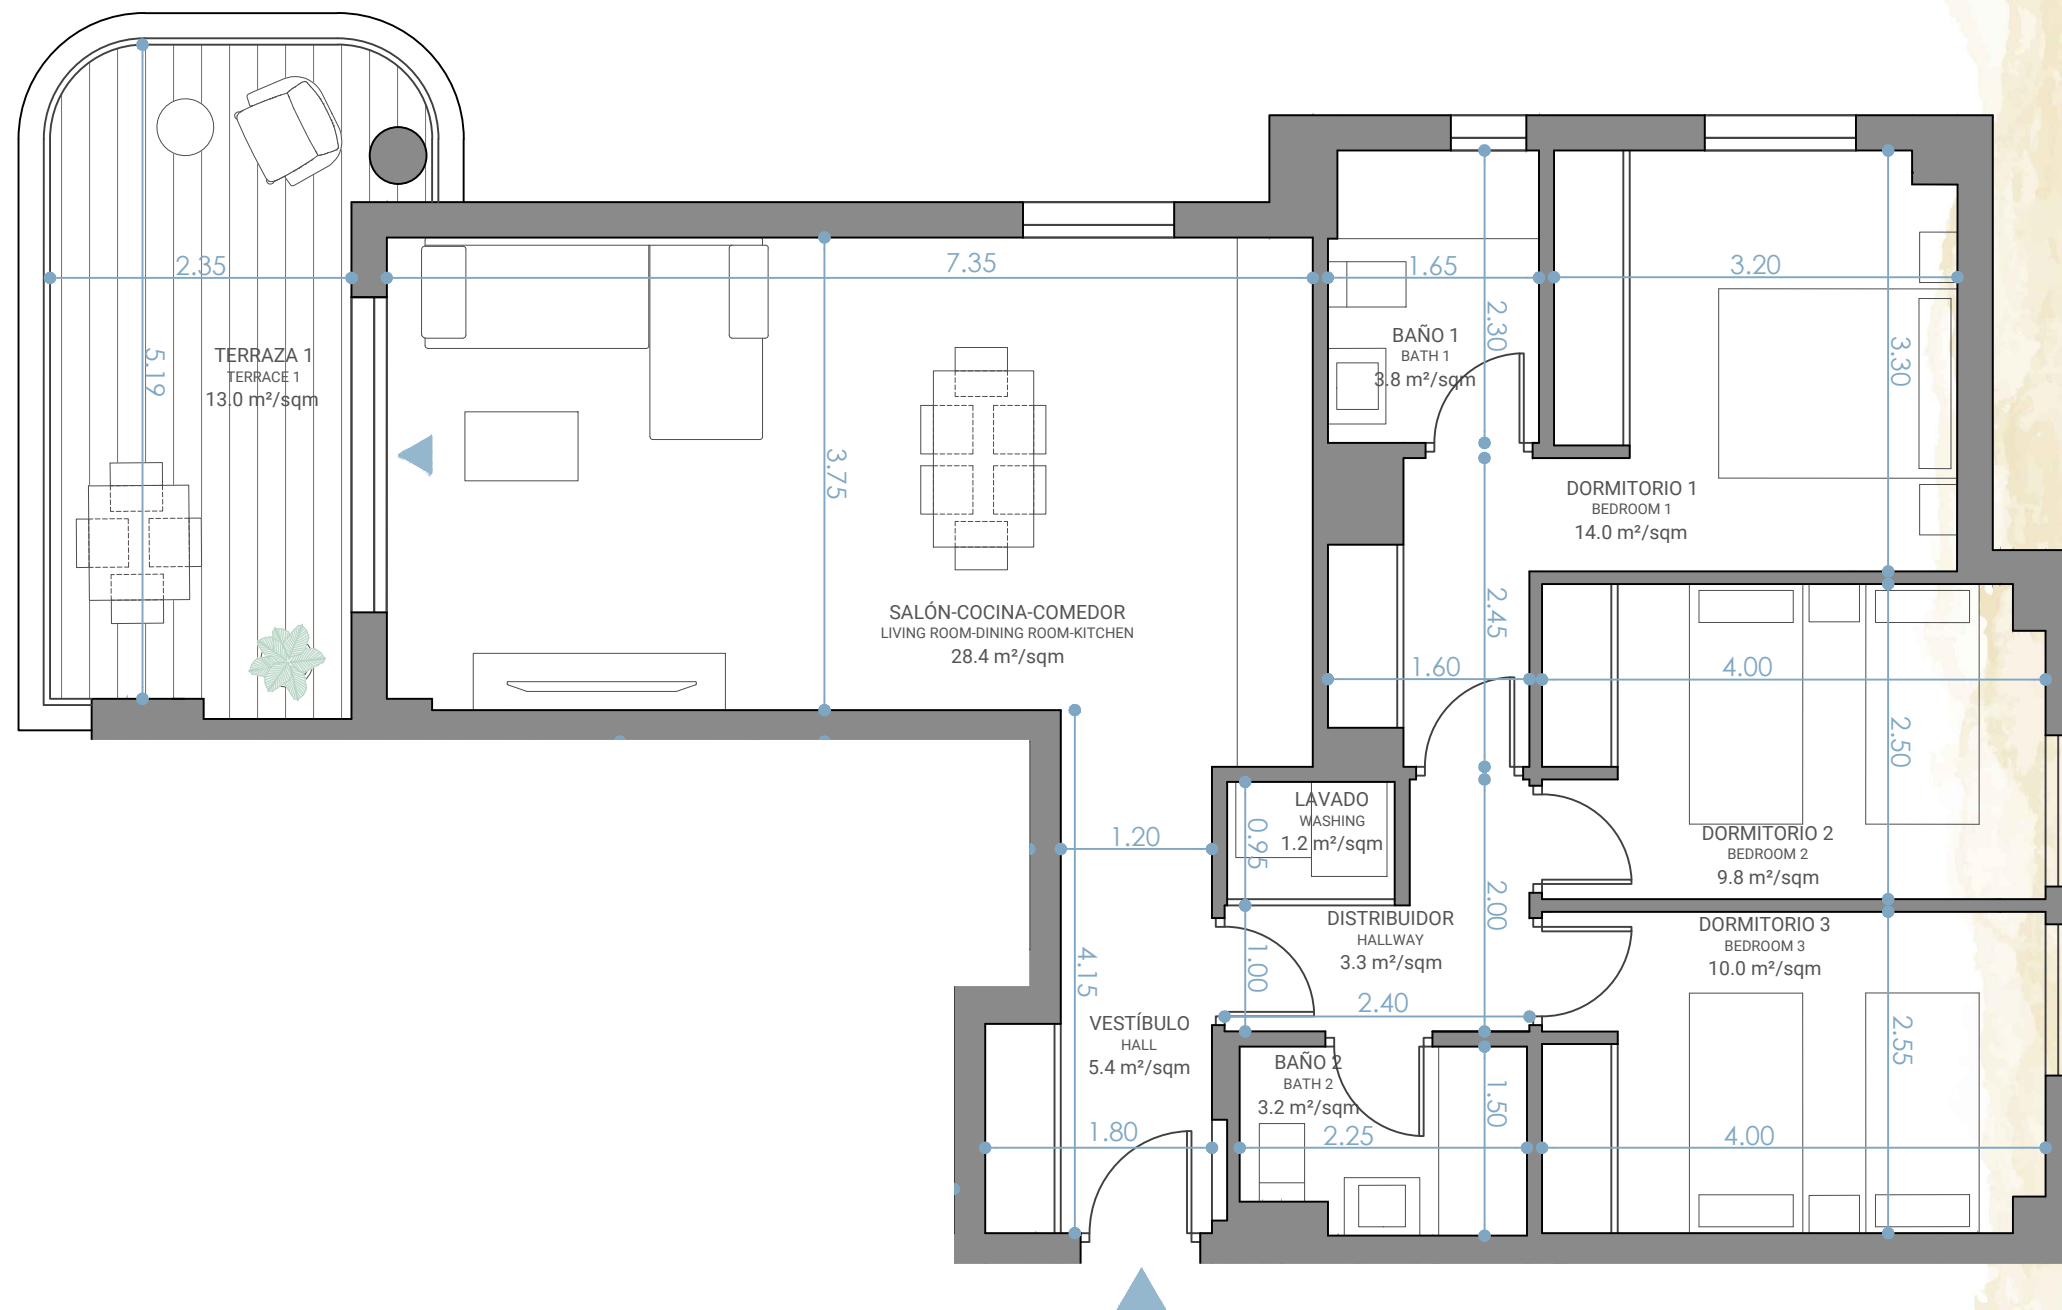 2.35
7.35
1.65
3.20
5.19
TERRAZA 1
TERRACE 1
13.0 m²/sqm
3.75
2.30
BAÑO 1
BATH 1
3.8 m²/sqm
3.30
DORMITORIO 1
BEDROOM 1
14.0 m²/sqm
SALÓN-COCINA-COMEDOR
LIVING ROOM-DINING ROOM-KITCHEN
28.4 m²/sqm
2.45
1.60
4.00
2.50
LAVADO
WASHING
1.2 m²/sqm
0.95
1.20
DORMITORIO 2
BEDROOM 2
9.8 m²/sqm
2.00
DISTRIBUIDOR
HALLWAY
3.3 m²/sqm
DORMITORIO 3
BEDROOM 3
10.0 m²/sqm
4.15
1.00
2.40
VESTÍBULO
HALL
5.4 m²/sqm
2.55
BAÑO 2
BATH 2
3.2 m²/sqm
1.50
1.80
2.25
4.00